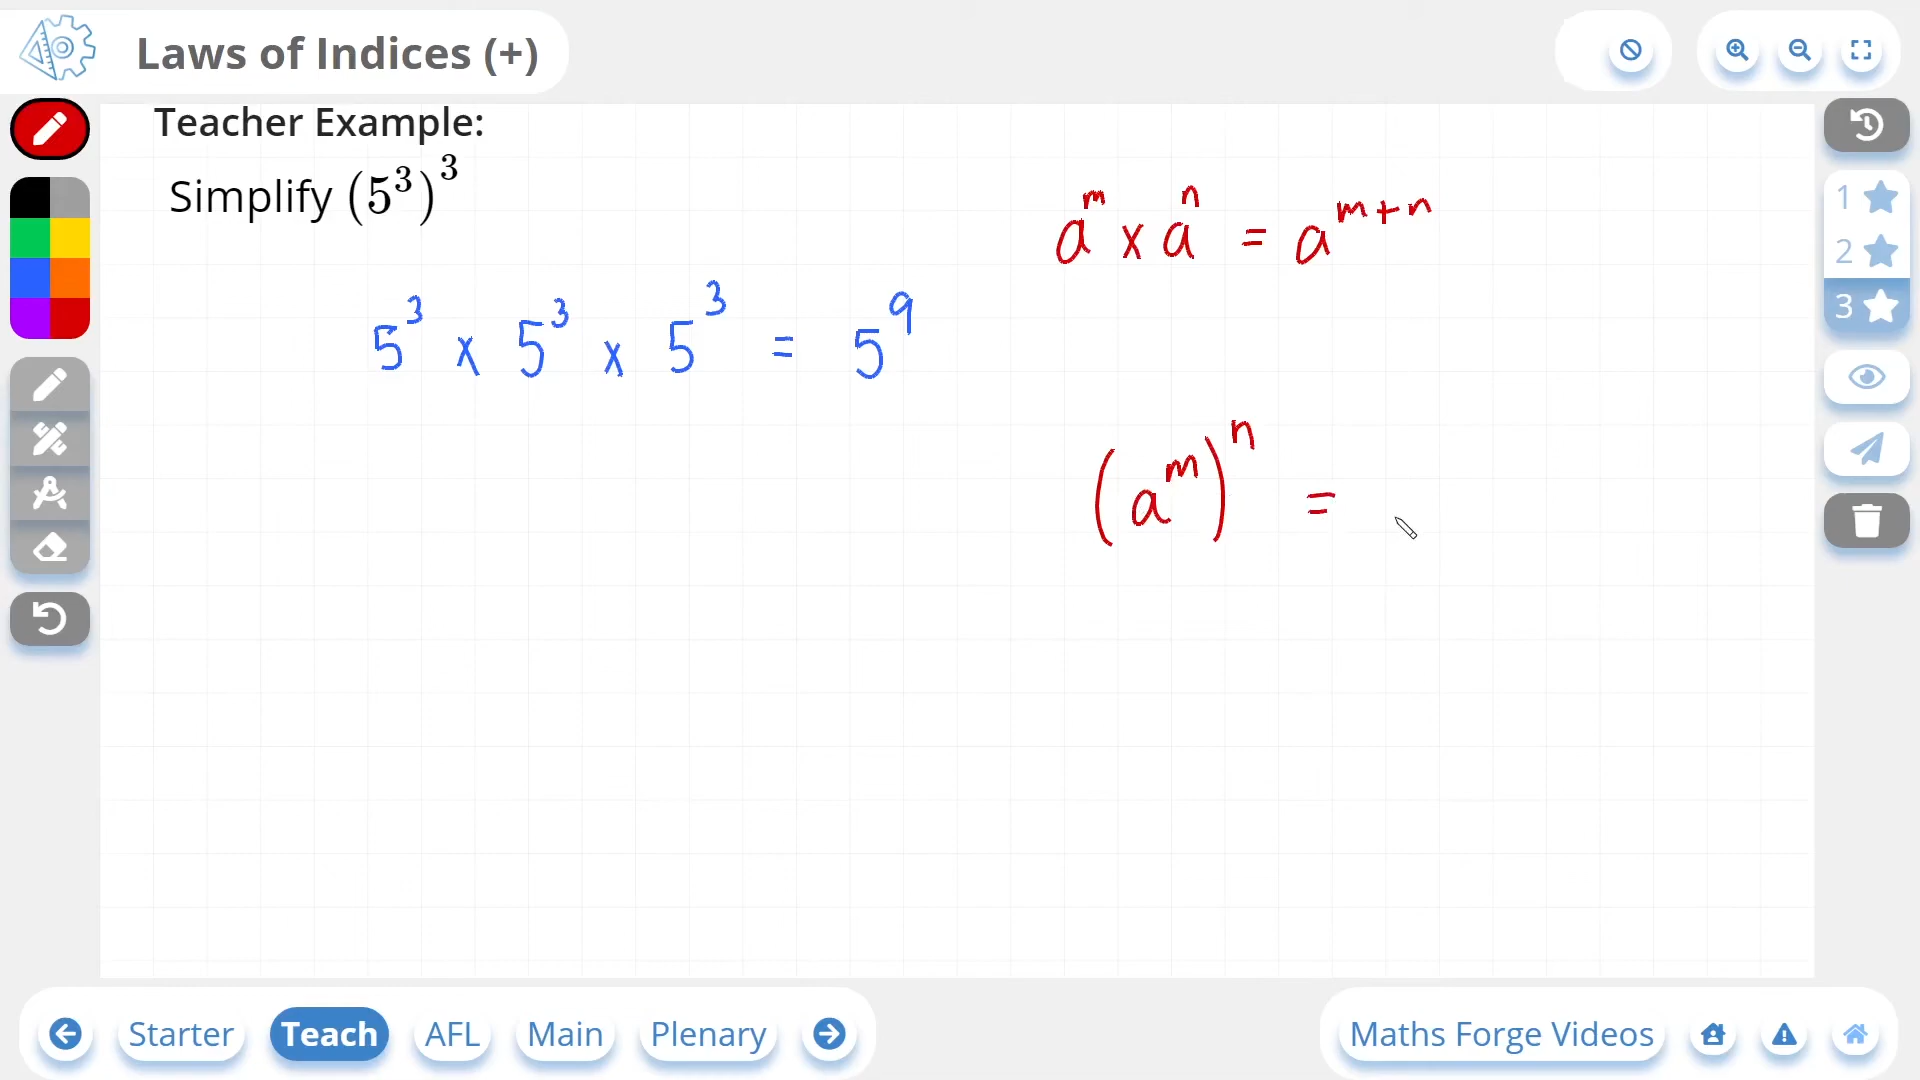 Laws of Indices (+)
Teacher Example:
Simplify (5³)³
aᵐ x aⁿ = aᵐ⁺ⁿ
5³ x 5³ x 5³ = 5⁹
(aᵐ)ⁿ =
1
2
3
Starter
Teach
AFL
Main
Plenary
Maths Forge Videos